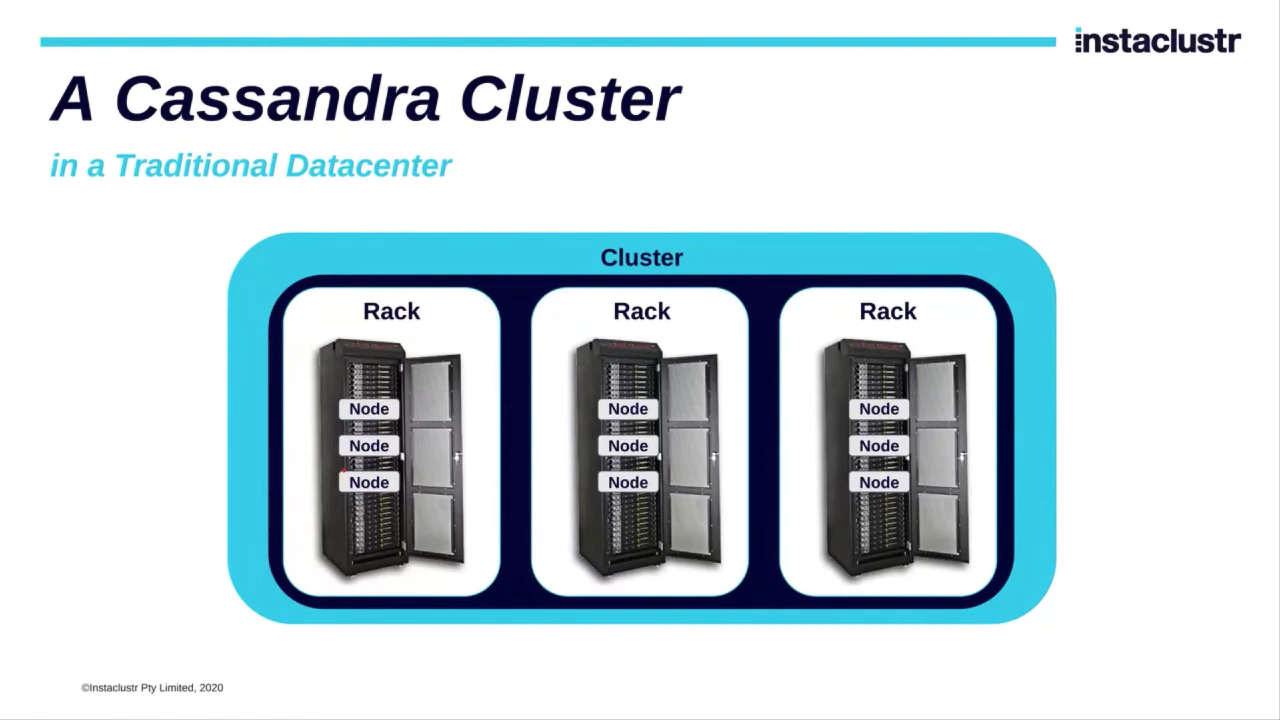 instaclustr
A Cassandra Cluster
in a Traditional Datacenter
Cluster
Rack
Node
Node
Node
Rack
Node
Node
Node
Rack
Node
Node
Node
©Instaclustr Pty Limited, 2020